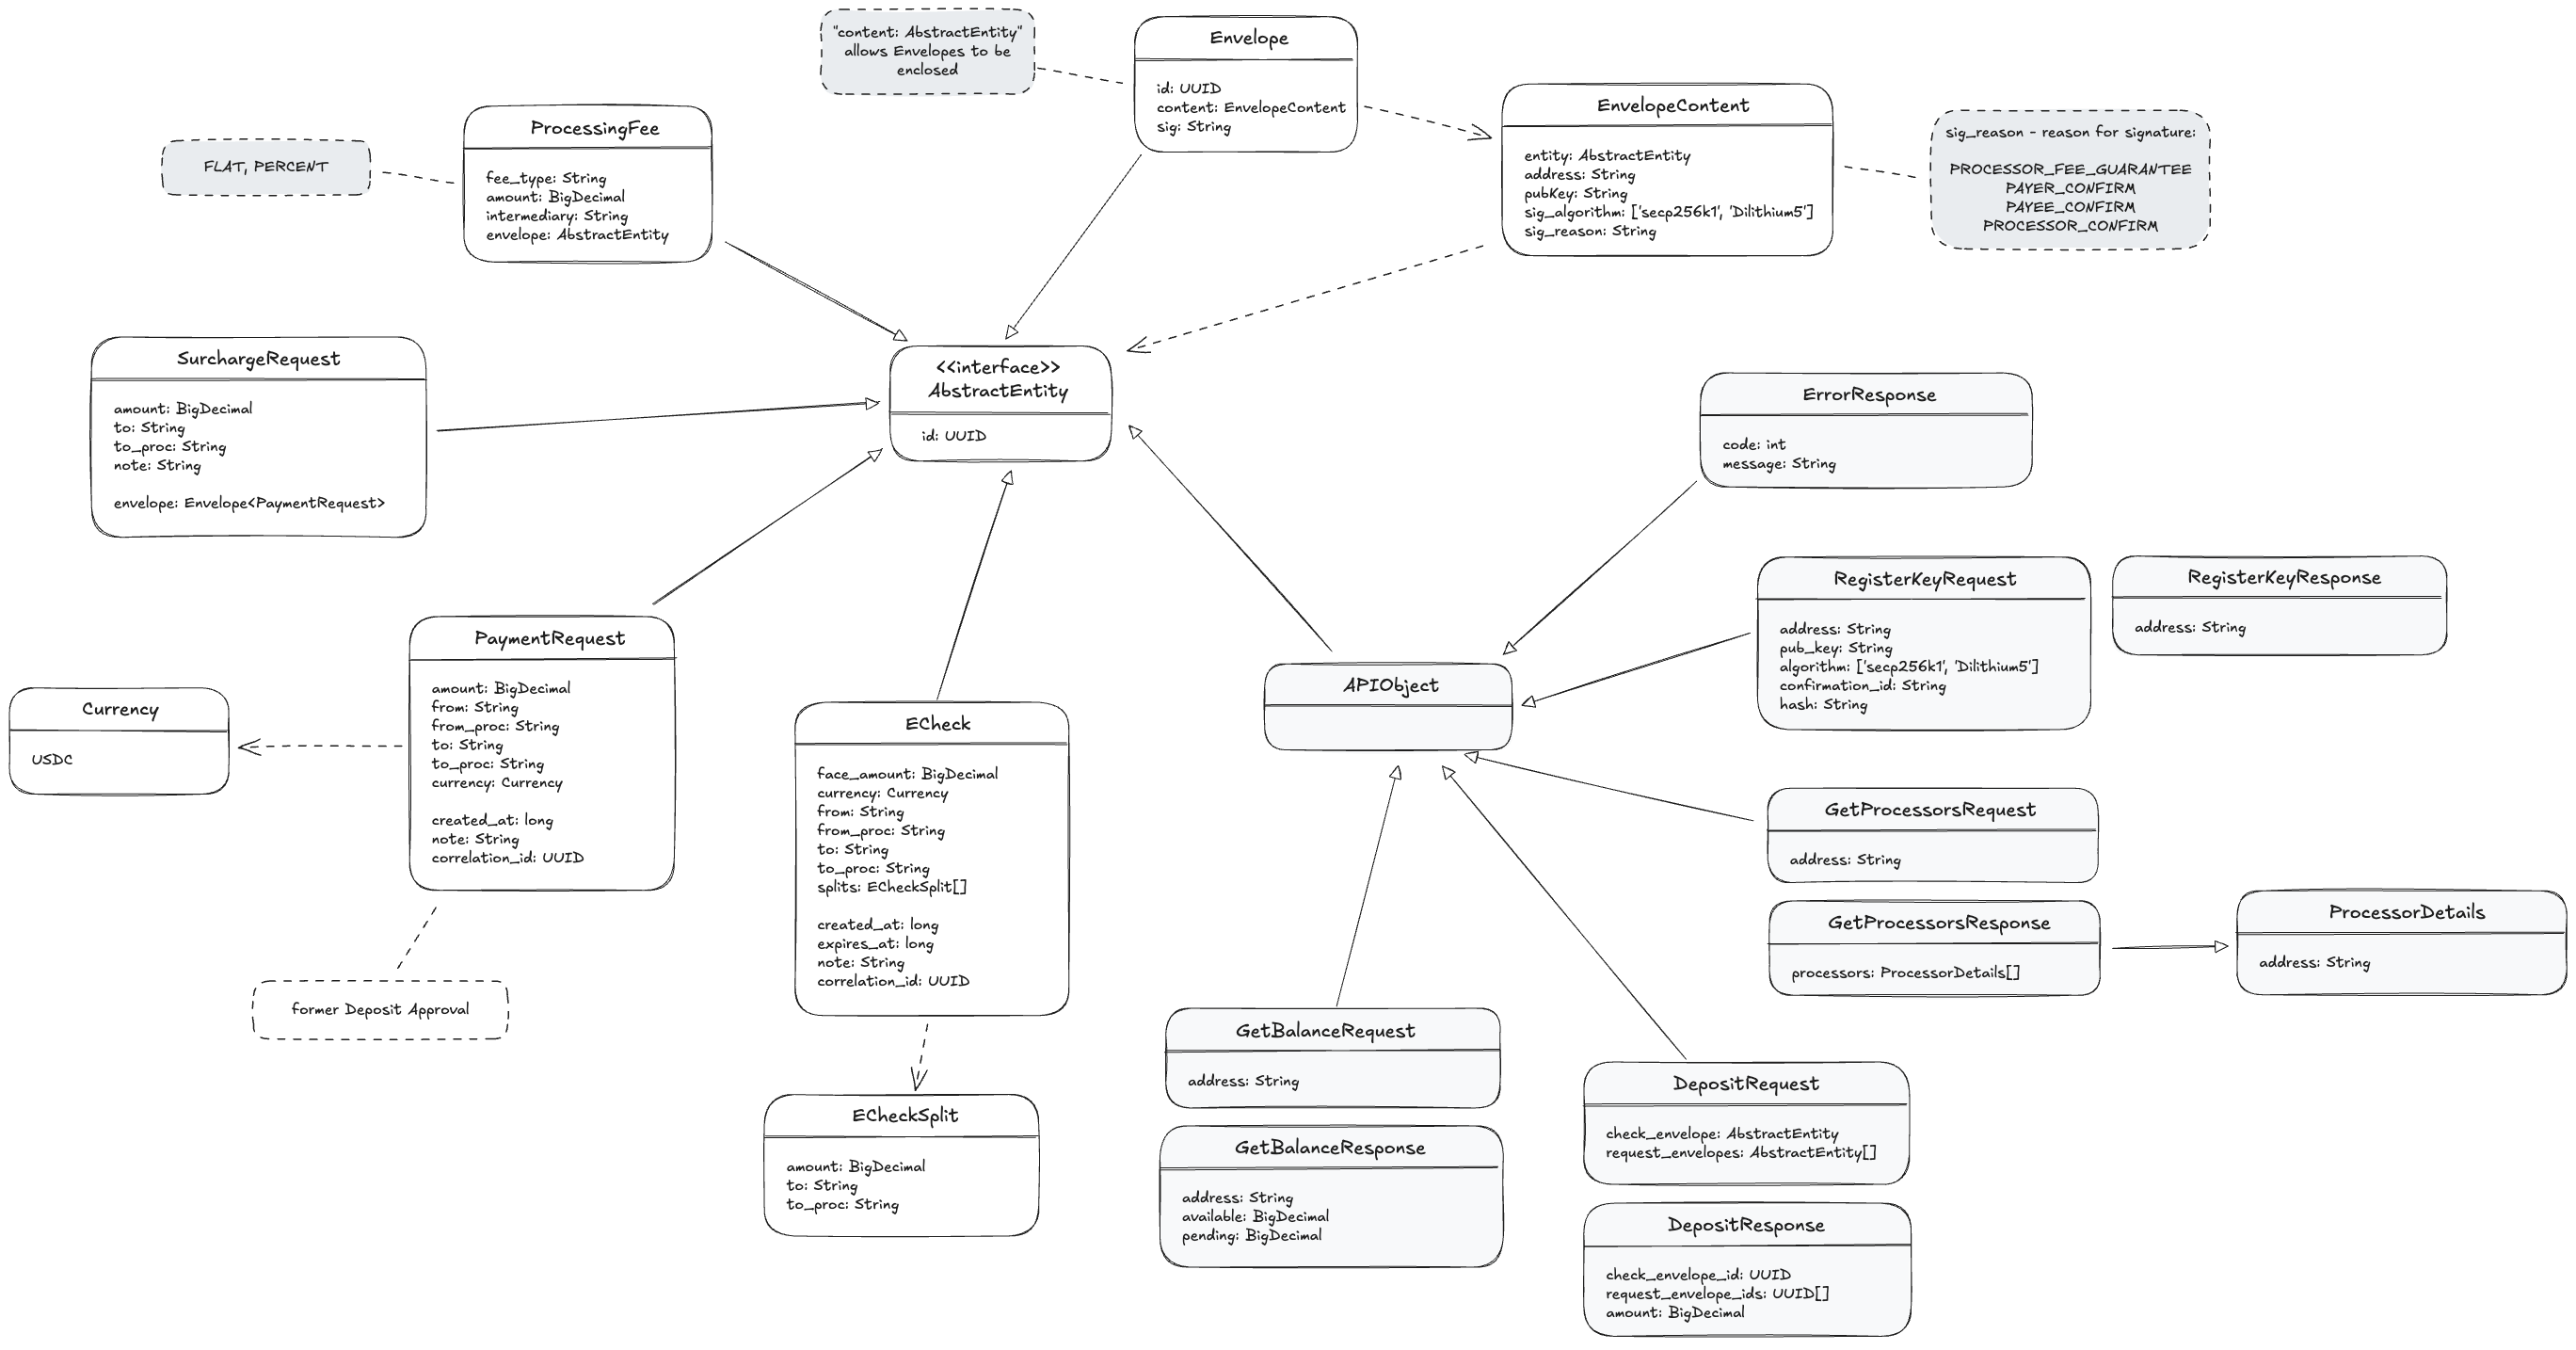 "content: AbstractEntity"
allows Envelopes to be
enclosed
Envelope
id: UUID
content: EnvelopeContent
sig: String
EnvelopeContent
entity: AbstractEntity
address: String
pubKey: String
sig_algorithm: ['secp256k1', 'Dilithium5']
sig_reason: String
sig_reason - reason for signature:
PROCESSOR_FEE_GUARANTEE
PAYER_CONFIRM
PAYEE_CONFIRM
PROCESSOR_CONFIRM
FLAT, PERCENT
ProcessingFee
fee_type: String
amount: BigDecimal
intermediary: String
envelope: AbstractEntity
SurchargeRequest
amount: BigDecimal
to: String
to_proc: String
note: String
envelope: Envelope<PaymentRequest>
<<interface>>
AbstractEntity
id: UUID
ErrorResponse
code: int
message: String
RegisterKeyRequest
address: String
pub_key: String
algorithm: ['secp256k1', 'Dilithium5']
confirmation_id: String
hash: String
RegisterKeyResponse
address: String
Currency
USDC
PaymentRequest
amount: BigDecimal
from: String
from_proc: String
to: String
to_proc: String
currency: Currency
created_at: long
note: String
correlation_id: UUID
former Deposit Approval
ECheck
face_amount: BigDecimal
currency: Currency
from: String
from_proc: String
to: String
to_proc: String
splits: ECheckSplit[]
created_at: long
expires_at: long
note: String
correlation_id: UUID
ECheckSplit
amount: BigDecimal
to: String
to_proc: String
APIObject
GetProcessorsRequest
address: String
GetProcessorsResponse
processors: ProcessorDetails[]
ProcessorDetails
address: String
GetBalanceRequest
address: String
GetBalanceResponse
address: String
available: BigDecimal
pending: BigDecimal
DepositRequest
check_envelope: AbstractEntity
request_envelopes: AbstractEntity[]
DepositResponse
check_envelope_id: UUID
request_envelope_ids: UUID[]
amount: BigDecimal